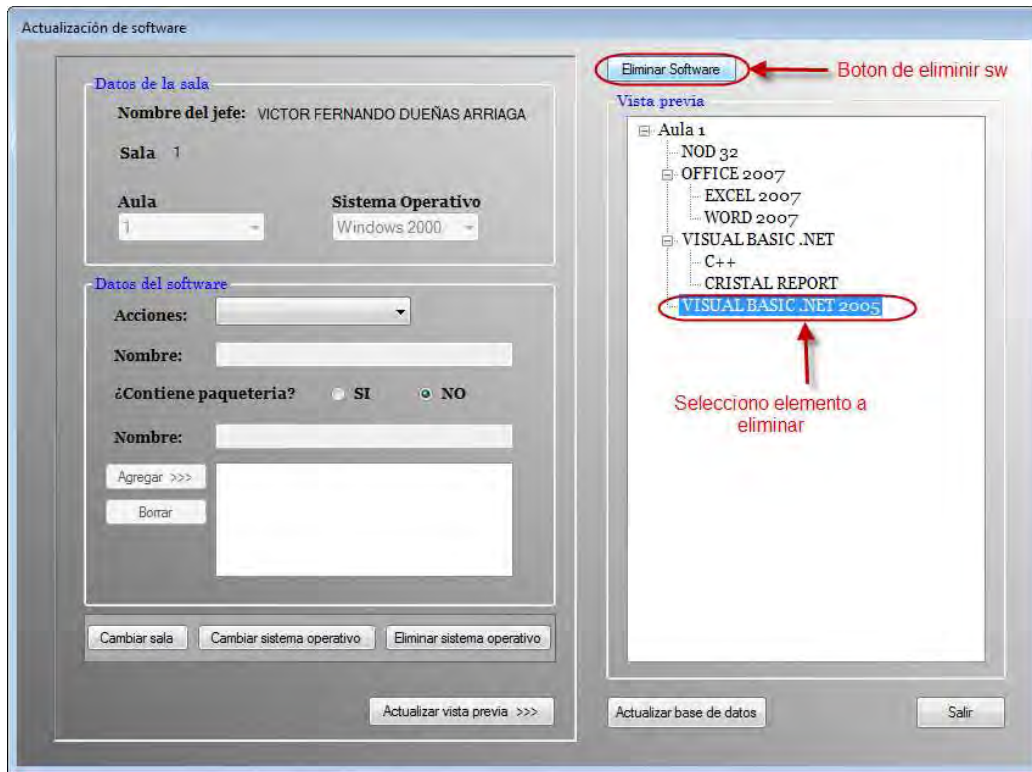 Actualización de software
Datos de la sala
Nombre del jefe: VICTOR FERNANDO DUEÑAS ARRIAGA
Sala 1
Aula Sistema Operativo
1 Windows 2000
Datos del software
Acciones:
Nombre:
¿Contiene paqueteria? SI NO
Nombre:
Agregar >>>
Borrar
Cambiar sala Cambiar sistema operativo Eliminar sistema operativo
Actualizar vista previa >>>
Eliminar Software Boton de eliminir sw
Vista previa
Aula 1
NOD 32
OFFICE 2007
EXCEL 2007
WORD 2007
VISUAL BASIC .NET
C++
CRISTAL REPORT
VISUAL BASIC .NET 2005
Selecciono elemento a
eliminar
Actualizar base de datos Salir